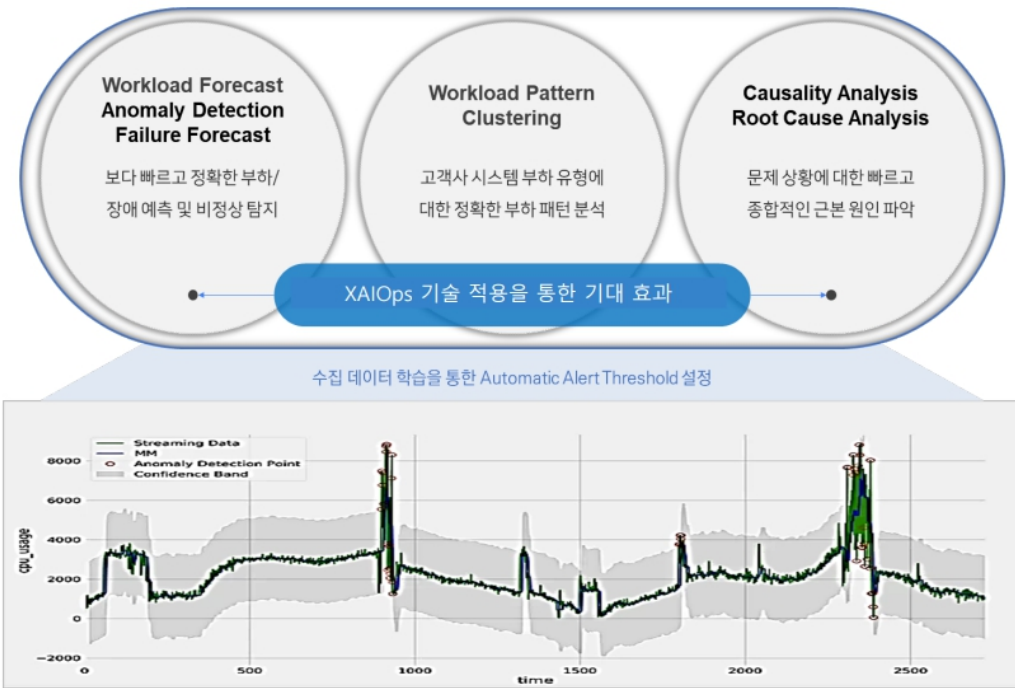 Workload Forecast
Anomaly Detection
Failure Forecast
보다 빠르고 정확한 부하/
장애 예측 및 비정상 탐지
Workload Pattern
Clustering
고객사 시스템 부하 유형에
대한 정확한 부하 패턴 분석
Causality Analysis
Root Cause Analysis
문제 상황에 대한 빠르고
종합적인 근본 원인 파악
XAIOps 기술 적용을 통한 기대 효과
수집 데이터 학습을 통한 Automatic Alert Threshold 설정
Streaming Data
MM
Anomaly Detection Point
Confidence Band
8000
6000
4000
2000
0
−2000
cpu_usage
0
500
1000
1500
2000
2500
time